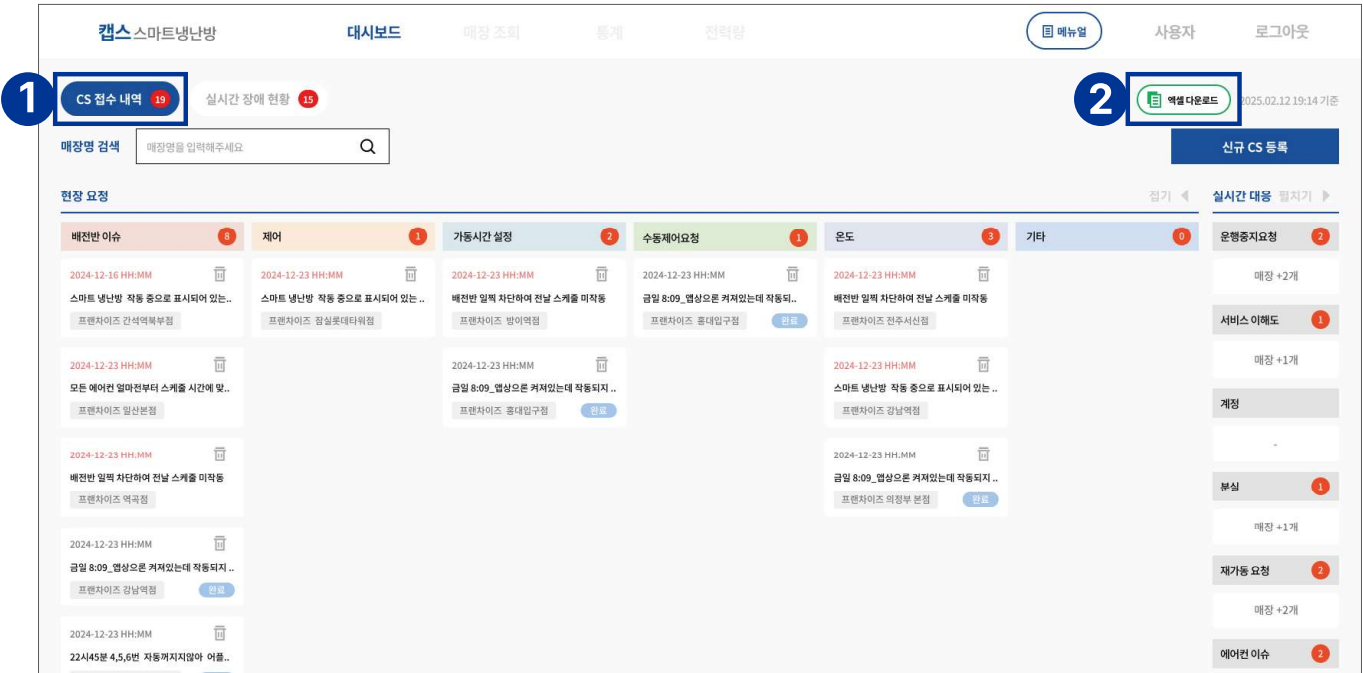 캡스 스마트냉난방 대시보드 매장 조회 통계 전력량 메뉴얼 사용자 로그아웃
1 CS 접수 내역 19 실시간 장애 현황 15 2 엑셀 다운로드 2025.02.12 19:14 기준
매장명 검색 매장명을 입력해주세요 신규 CS 등록
현장 요청 접기 실시간 대응 펼치기
배전반 이슈 8 제어 1 가동시간 설정 2 수동제어요청 1 온도 3 기타 0 운행중지요청 2
2024-12-16 HH:MM 2024-12-23 HH:MM 2024-12-23 HH:MM 2024-12-23 HH:MM 2024-12-23 HH:MM 매장 +2개
스마트 냉난방 작동 중으로 표시되어 있는.. 스마트 냉난방 작동 중으로 표시되어 있는 .. 배전반 일찍 차단하여 전날 스케줄 미작동 금일 8:09_앱상으론 켜져있는데 작동되.. 배전반 일찍 차단하여 전날 스케줄 미작동
프랜차이즈 간석역북부점 프랜차이즈 잠실롯데타워점 프랜차이즈 방이역점 프랜차이즈 홍대입구점 완료 프랜차이즈 전주서신점 서비스 이해도 1
2024-12-23 HH:MM 2024-12-23 HH:MM 2024-12-23 HH:MM 매장 +1개
모든 에어컨 얼마전부터 스케줄 시간에 맞.. 금일 8:09_앱상으론 켜져있는데 작동되지 .. 스마트 냉난방 작동 중으로 표시되어 있는 ..
프랜차이즈 일산본점 프랜차이즈 홍대입구점 완료 프랜차이즈 강남역점 계정
2024-12-23 HH:MM 2024-12-23 HH:MM -
배전반 일찍 차단하여 전날 스케줄 미작동 금일 8:09_앱상으론 켜져있는데 작동되지 .. 분실 1
프랜차이즈 역곡점 프랜차이즈 의정부 본점 완료
매장 +1개
2024-12-23 HH:MM
금일 8:09_앱상으론 켜져있는데 작동되지 .. 재가동 요청 2
프랜차이즈 강남역점 완료
매장 +2개
2024-12-23 HH:MM
22시45분 4,5,6번 자동꺼지지않아 어플.. 에어컨 이슈 2